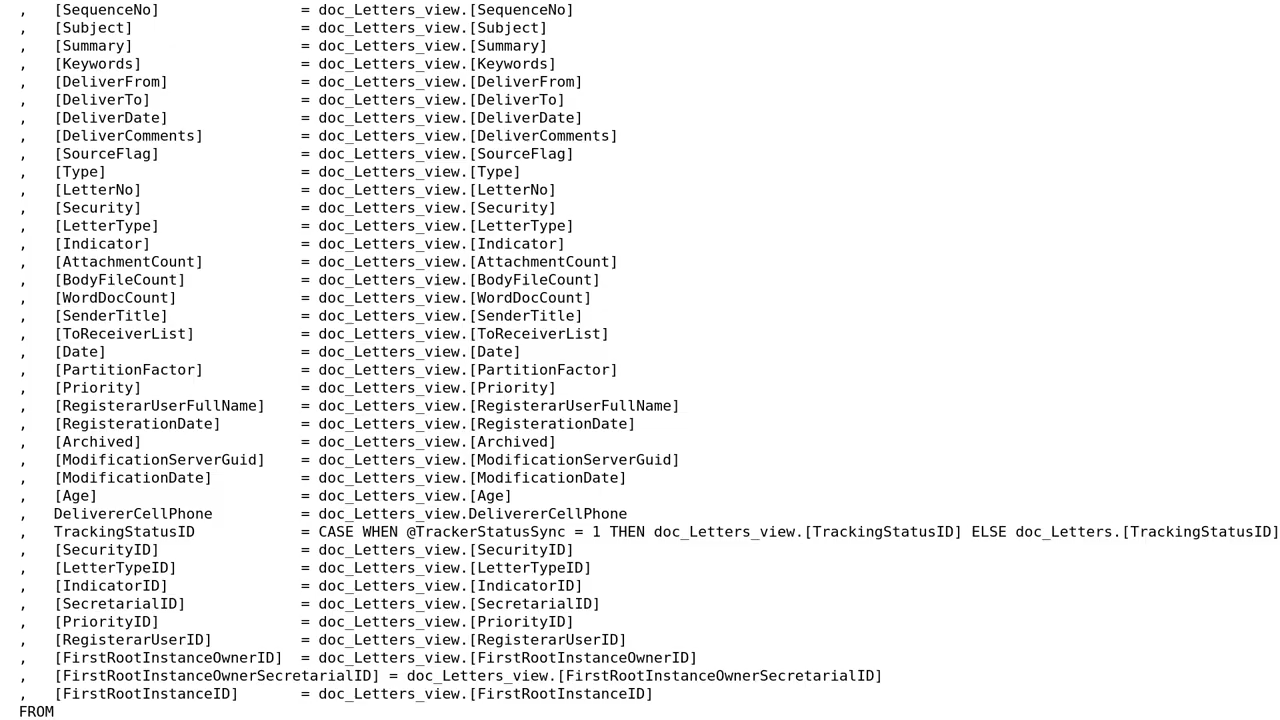 ,   [SequenceNo]                = doc_Letters_view.[SequenceNo]
,   [Subject]                   = doc_Letters_view.[Subject]
,   [Summary]                   = doc_Letters_view.[Summary]
,   [Keywords]                  = doc_Letters_view.[Keywords]
,   [DeliverFrom]               = doc_Letters_view.[DeliverFrom]
,   [DeliverTo]                 = doc_Letters_view.[DeliverTo]
,   [DeliverDate]               = doc_Letters_view.[DeliverDate]
,   [DeliverComments]           = doc_Letters_view.[DeliverComments]
,   [SourceFlag]                = doc_Letters_view.[SourceFlag]
,   [Type]                      = doc_Letters_view.[Type]
,   [LetterNo]                  = doc_Letters_view.[LetterNo]
,   [Security]                  = doc_Letters_view.[Security]
,   [LetterType]                = doc_Letters_view.[LetterType]
,   [Indicator]                 = doc_Letters_view.[Indicator]
,   [AttachmentCount]           = doc_Letters_view.[AttachmentCount]
,   [BodyFileCount]             = doc_Letters_view.[BodyFileCount]
,   [WordDocCount]              = doc_Letters_view.[WordDocCount]
,   [SenderTitle]               = doc_Letters_view.[SenderTitle]
,   [ToReceiverList]            = doc_Letters_view.[ToReceiverList]
,   [Date]                      = doc_Letters_view.[Date]
,   [PartitionFactor]           = doc_Letters_view.[PartitionFactor]
,   [Priority]                  = doc_Letters_view.[Priority]
,   [RegistrarUserFullName]    = doc_Letters_view.[RegistrarUserFullName]
,   [RegisterationDate]         = doc_Letters_view.[RegisterationDate]
,   [Archived]                  = doc_Letters_view.[Archived]
,   [ModificationServerGuid]    = doc_Letters_view.[ModificationServerGuid]
,   [ModificationDate]          = doc_Letters_view.[ModificationDate]
,   [Age]                       = doc_Letters_view.[Age]
,   DelivererCellPhone          = doc_Letters_view.DelivererCellPhone
,   TrackingStatusID            = CASE WHEN @TrackerStatusSync = 1 THEN doc_Letters_view.[TrackingStatusID] ELSE doc_Letters.[TrackingStatusID]
,   [SecurityID]                = doc_Letters_view.[SecurityID]
,   [LetterTypeID]              = doc_Letters_view.[LetterTypeID]
,   [IndicatorID]               = doc_Letters_view.[IndicatorID]
,   [SecretarialID]             = doc_Letters_view.[SecretarialID]
,   [PriorityID]                = doc_Letters_view.[PriorityID]
,   [RegistrarUserID]           = doc_Letters_view.[RegistrarUserID]
,   [FirstRootInstanceOwnerID]  = doc_Letters_view.[FirstRootInstanceOwnerID]
,   [FirstRootInstanceOwnerSecretarialID] = doc_Letters_view.[FirstRootInstanceOwnerSecretarialID]
,   [FirstRootInstanceID]       = doc_Letters_view.[FirstRootInstanceID]
FROM